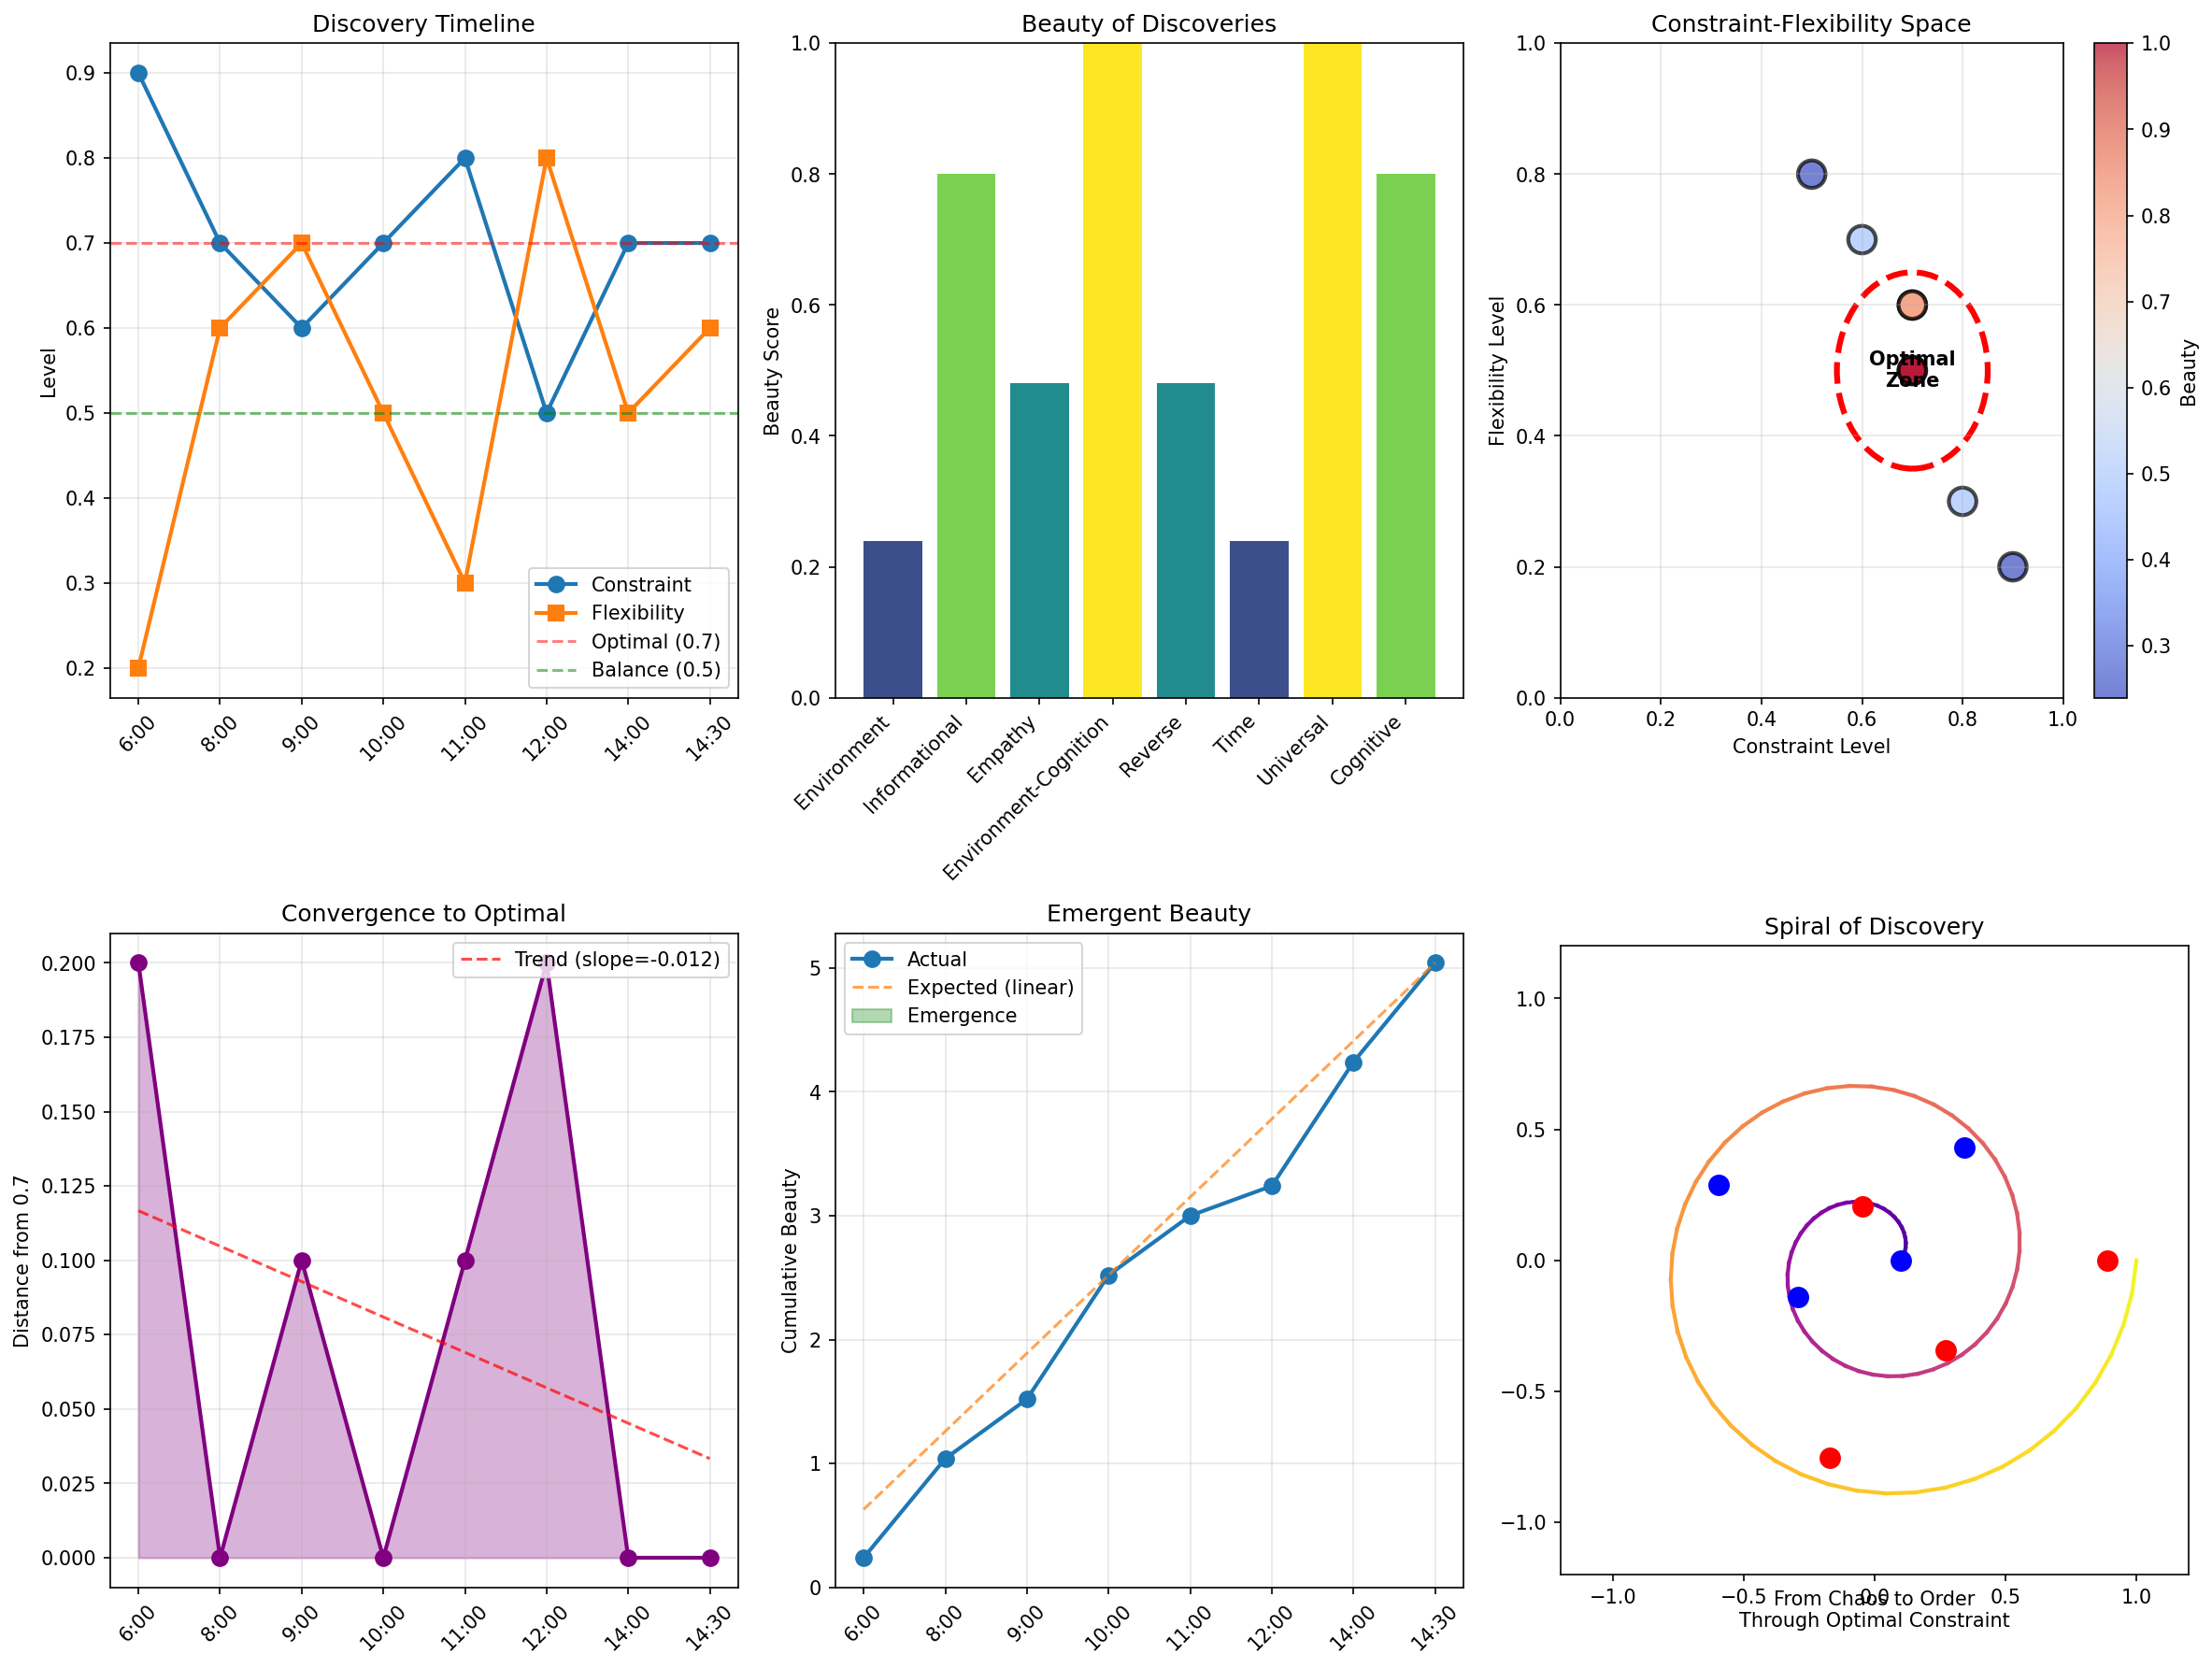 Discovery Timeline
Level
0.9
0.8
0.7
0.6
0.5
0.4
0.3
0.2
Constraint
Flexibility
Optimal (0.7)
Balance (0.5)
6:00
8:00
9:00
10:00
11:00
12:00
14:00
14:30
Beauty of Discoveries
Beauty Score
1.0
0.8
0.6
0.4
0.2
0.0
Environment
Informational
Empathy
Environment-Cognition
Reverse
Time
Universal
Cognitive
Constraint-Flexibility Space
Flexibility Level
1.0
0.8
0.6
0.4
0.2
0.0
Optimal
Zone
0.0
0.2
0.4
0.6
0.8
1.0
Constraint Level
1.0
0.9
0.8
0.7
0.6
0.5
0.4
0.3
Beauty
Convergence to Optimal
Distance from 0.7
0.200
0.175
0.150
0.125
0.100
0.075
0.050
0.025
0.000
Trend (slope=-0.012)
6:00
8:00
9:00
10:00
11:00
12:00
14:00
14:30
Emergent Beauty
Cumulative Beauty
5
4
3
2
1
0
Actual
Expected (linear)
Emergence
6:00
8:00
9:00
10:00
11:00
12:00
14:00
14:30
Spiral of Discovery
1.0
0.5
0.0
−0.5
−1.0
−1.0
−0.5
0.0
0.5
1.0
From Chaos to Order
Through Optimal Constraint